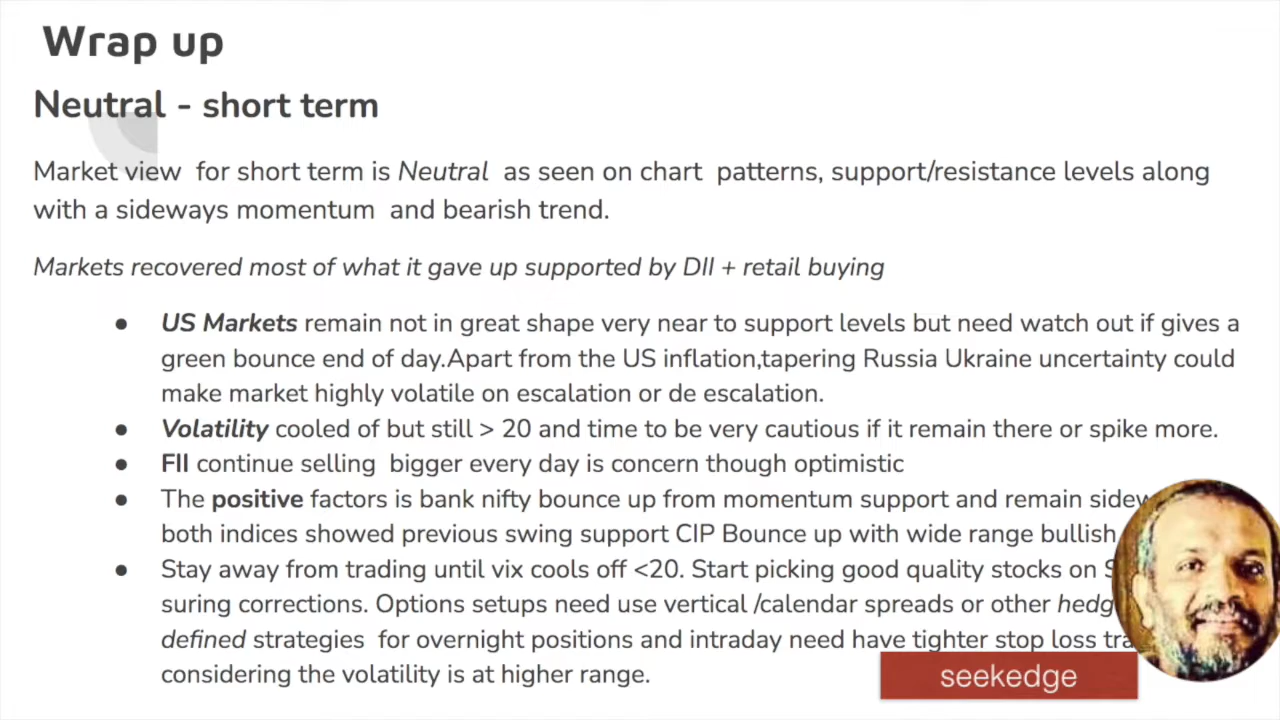 Wrap up
Neutral - short term
Market view for short term is Neutral as seen on chart patterns, support/resistance levels along
with a sideways momentum and bearish trend.
Markets recovered most of what it gave up supported by DII + retail buying
● US Markets remain not in great shape very near to support levels but need watch out if gives a
green bounce end of day.Apart from the US inflation,tapering Russia Ukraine uncertainty could
make market highly volatile on escalation or de escalation.
● Volatility cooled of but still > 20 and time to be very cautious if it remain there or spike more.
● FII continue selling bigger every day is concern though optimistic
● The positive factors is bank nifty bounce up from momentum support and remain
both indices showed previous swing support CIP Bounce up with wide range bullish
● Stay away from trading until vix cools off <20. Start picking good quality stocks on
suring corrections. Options setups need use vertical /calendar spreads or other
defined strategies for overnight positions and intraday need have tighter stop loss
considering the volatility is at higher range.
seekedge